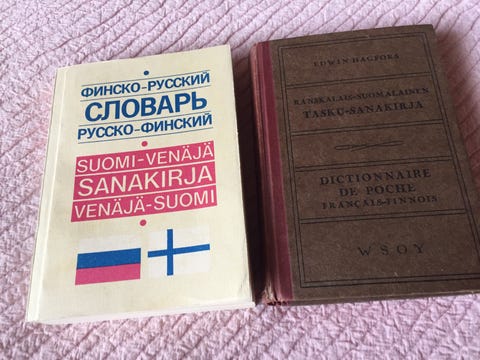 ФИНСКО-РУССКИЙ
СЛОВАРЬ
РУССКО-ФИНСКИЙ
SUOMI-VENÄJÄ
SANAKIRJA
VENÄJÄ-SUOMI
EDWIN HAGFORS
RANSKALAIS-SUOMALAINEN
TASKU-SANAKIRJA
DICTIONNAIRE
DE POCHE
FRANÇAIS-FINNOIS
WSOY